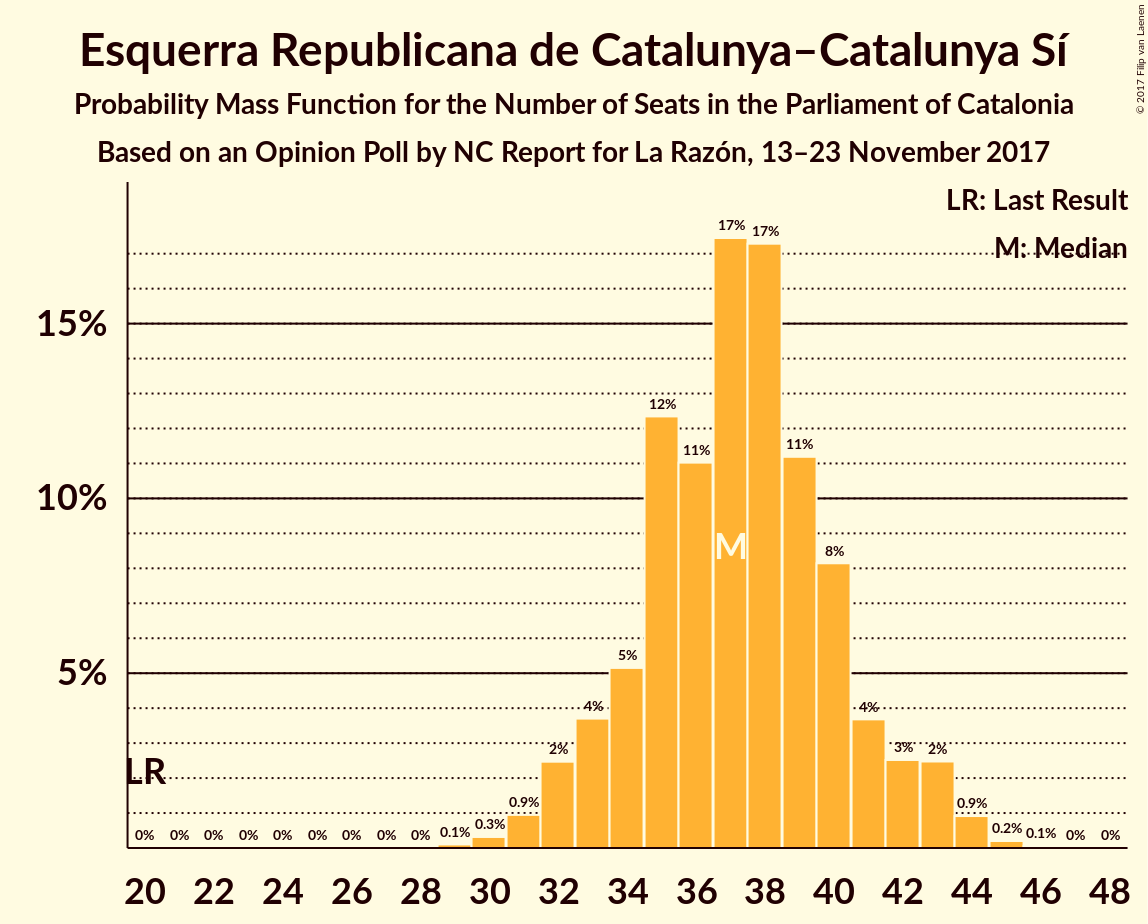 Esquerra Republicana de Catalunya–Catalunya Sí
Probability Mass Function for the Number of Seats in the Parliament of Catalonia
Based on an Opinion Poll by NC Report for La Razón, 13–23 November 2017
© 2017 Filip van Laenen
LR: Last Result
M: Median
15%
10%
5%
LR
M
0% 0% 0% 0% 0% 0% 0% 0% 0% 0.1% 0.3% 0.9% 2% 4% 5% 12% 11% 17% 17% 11% 8% 4% 3% 2% 0.9% 0.2% 0.1% 0% 0%
20 22 24 26 28 30 32 34 36 38 40 42 44 46 48